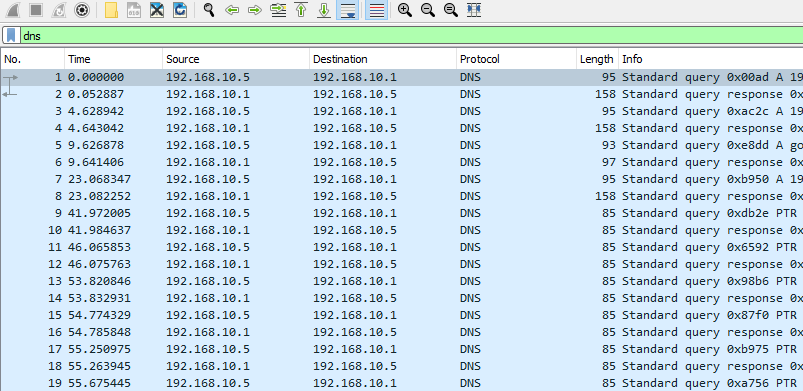 dns
No. Time Source Destination Protocol Length Info
1 0.000000 192.168.10.5 192.168.10.1 DNS 95 Standard query 0x00ad A 19
2 0.052887 192.168.10.1 192.168.10.5 DNS 158 Standard query response 0x
3 4.628942 192.168.10.5 192.168.10.1 DNS 95 Standard query 0xac2c A 19
4 4.643042 192.168.10.1 192.168.10.5 DNS 158 Standard query response 0x
5 9.626878 192.168.10.5 192.168.10.1 DNS 93 Standard query 0xe8dd A go
6 9.641406 192.168.10.1 192.168.10.5 DNS 97 Standard query response 0x
7 23.068347 192.168.10.5 192.168.10.1 DNS 95 Standard query 0xb950 A 19
8 23.082252 192.168.10.1 192.168.10.5 DNS 158 Standard query response 0x
9 41.972005 192.168.10.5 192.168.10.1 DNS 85 Standard query 0xdb2e PTR
10 41.984637 192.168.10.1 192.168.10.5 DNS 85 Standard query response 0x
11 46.065853 192.168.10.5 192.168.10.1 DNS 85 Standard query 0x6592 PTR
12 46.075763 192.168.10.1 192.168.10.5 DNS 85 Standard query response 0x
13 53.820846 192.168.10.5 192.168.10.1 DNS 85 Standard query 0x98b6 PTR
14 53.832931 192.168.10.1 192.168.10.5 DNS 85 Standard query response 0x
15 54.774329 192.168.10.5 192.168.10.1 DNS 85 Standard query 0x87f0 PTR
16 54.785848 192.168.10.1 192.168.10.5 DNS 85 Standard query response 0x
17 55.250975 192.168.10.5 192.168.10.1 DNS 85 Standard query 0xb975 PTR
18 55.263945 192.168.10.1 192.168.10.5 DNS 85 Standard query response 0x
19 55.675445 192.168.10.5 192.168.10.1 DNS 85 Standard query 0xa756 PTR